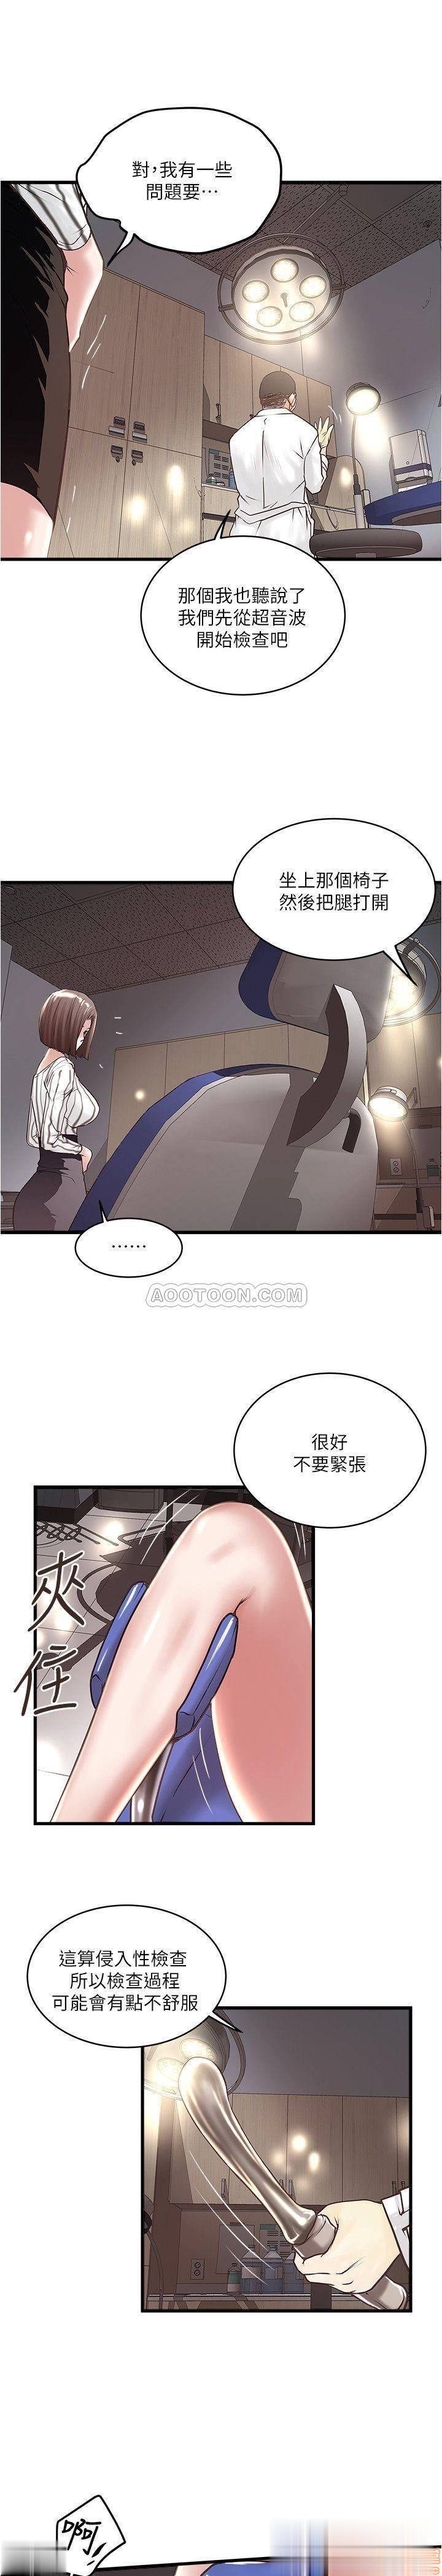 對，我有一些
問題要…
那個我也聽說了
我們先從超音波
開始檢查吧
坐上那個椅子
然後把腿打開
……
AOOTOON.COM
很好
不要緊張
夾住
這算侵入性檢查
所以檢查過程
可能會有點不舒服
啊!